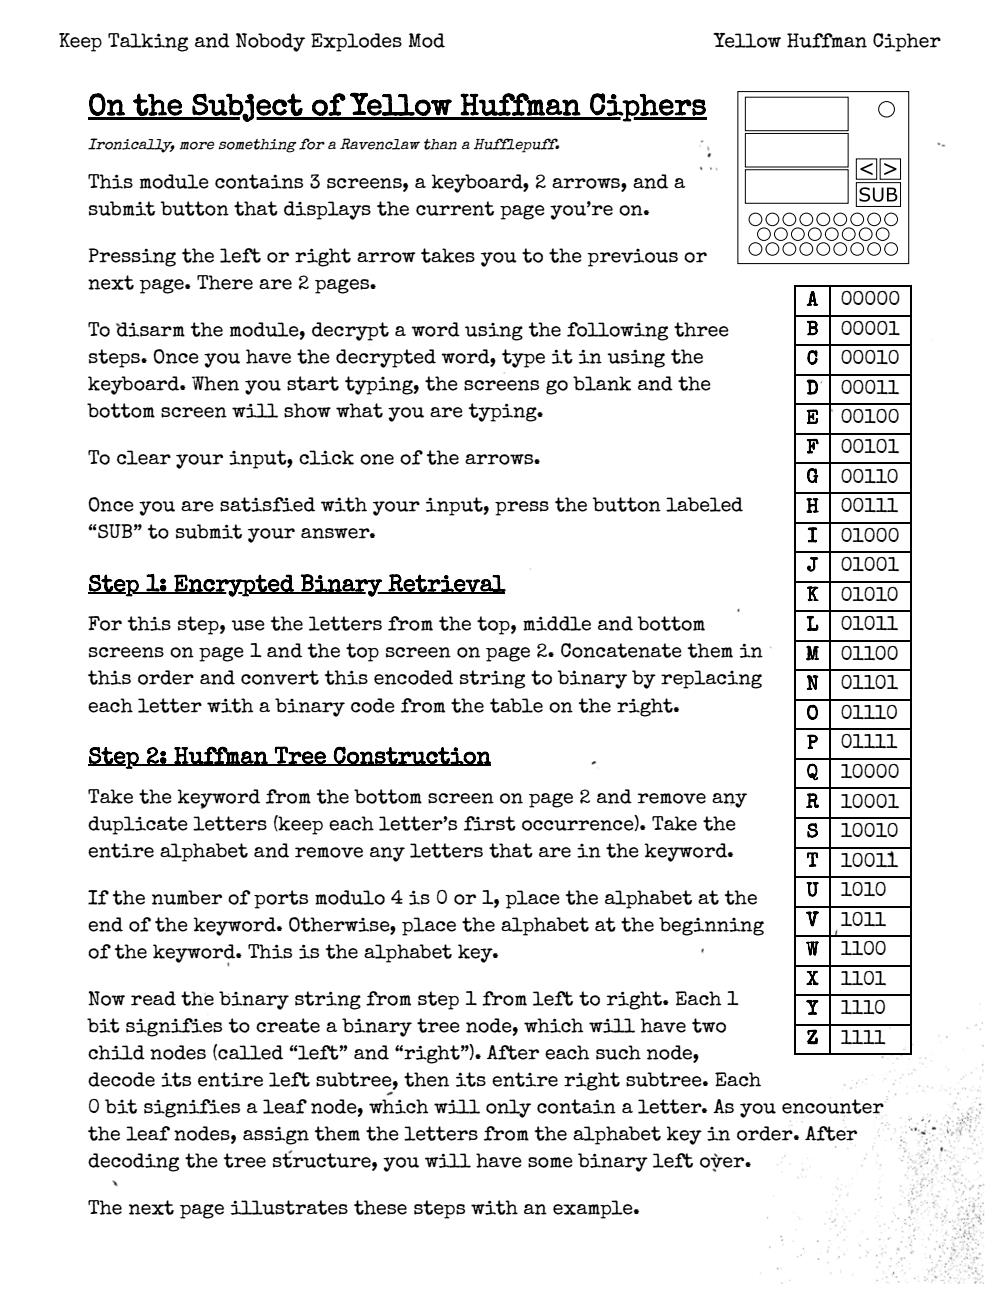 Keep Talking and Nobody Explodes Mod
Yellow Huffman Cipher
On the Subject of Yellow Huffman Ciphers
Ironically, more something for a Ravenclaw than a Hufflepuff.
This module contains 3 screens, a keyboard, 2 arrows, and a
submit button that displays the current page you’re on.
Pressing the left or right arrow takes you to the previous or
next page. There are 2 pages.
To disarm the module, decrypt a word using the following three
steps. Once you have the decrypted word, type it in using the
keyboard. When you start typing, the screens go blank and the
bottom screen will show what you are typing.
To clear your input, click one of the arrows.
Once you are satisfied with your input, press the button labeled
“SUB” to submit your answer.
Step 1: Encrypted Binary Retrieval
For this step, use the letters from the top, middle and bottom
screens on page 1 and the top screen on page 2. Concatenate them in
this order and convert this encoded string to binary by replacing
each letter with a binary code from the table on the right.
Step 2: Huffman Tree Construction
Take the keyword from the bottom screen on page 2 and remove any
duplicate letters (keep each letter’s first occurrence). Take the
entire alphabet and remove any letters that are in the keyword.
If the number of ports modulo 4 is 0 or 1, place the alphabet at the
end of the keyword. Otherwise, place the alphabet at the beginning
of the keyword. This is the alphabet key.
Now read the binary string from step 1 from left to right. Each 1
bit signifies to create a binary tree node, which will have two
child nodes (called “left” and “right”). After each such node,
decode its entire left subtree, then its entire right subtree. Each
0 bit signifies a leaf node, which will only contain a letter. As you encounter
the leaf nodes, assign them the letters from the alphabet key in order. After
decoding the tree structure, you will have some binary left over.
The next page illustrates these steps with an example.
< >
SUB
A 00000
B 00001
C 00010
D 00011
E 00100
F 00101
G 00110
H 00111
I 01000
J 01001
K 01010
L 01011
M 01100
N 01101
O 01110
P 01111
Q 10000
R 10001
S 10010
T 10011
U 1010
V 1011
W 1100
X 1101
Y 1110
Z 1111